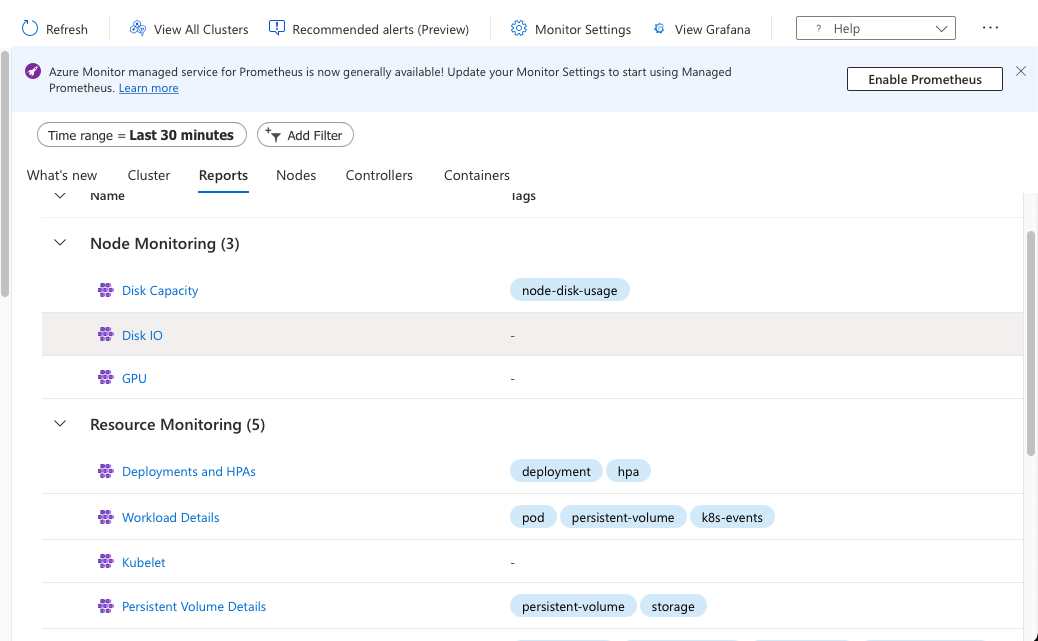 Refresh
View All Clusters
Recommended alerts (Preview)
Monitor Settings
View Grafana
? Help
...
Azure Monitor managed service for Prometheus is now generally available! Update your Monitor Settings to start using Managed
Prometheus. Learn more
Enable Prometheus
Time range = Last 30 minutes
Add Filter
What's new
Cluster
Reports
Nodes
Controllers
Containers
Name
Tags
Node Monitoring (3)
Disk Capacity
node-disk-usage
Disk IO
-
GPU
-
Resource Monitoring (5)
Deployments and HPAs
deployment
hpa
Workload Details
pod
persistent-volume
k8s-events
Kubelet
-
Persistent Volume Details
persistent-volume
storage